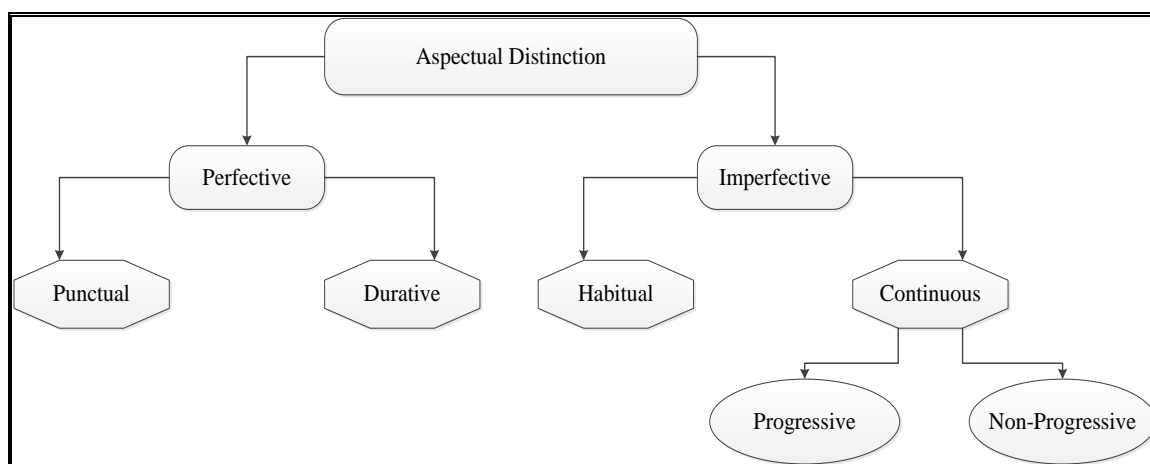 Aspectual Distinction
Perfective
Imperfective
Punctual
Durative
Habitual
Continuous
Progressive
Non-Progressive